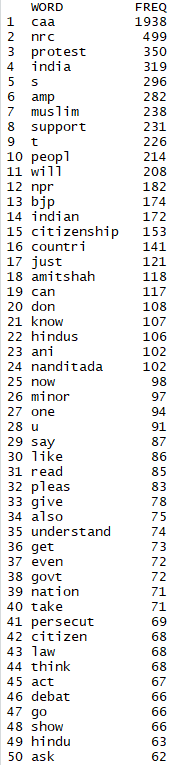 WORD FREQ
1 caa 1938
2 nrc 499
3 protest 350
4 india 319
5 s 296
6 amp 282
7 muslim 238
8 support 231
9 t 226
10 peopl 214
11 will 208
12 npr 182
13 bjp 174
14 indian 172
15 citizenship 153
16 countri 141
17 just 121
18 amitshah 118
19 can 117
20 don 108
21 know 107
22 hindus 106
23 ani 102
24 nanditada 102
25 now 98
26 minor 97
27 one 94
28 u 91
29 say 87
30 like 86
31 read 85
32 pleas 83
33 give 78
34 also 75
35 understand 74
36 get 73
37 even 72
38 govt 72
39 nation 71
40 take 71
41 persecut 69
42 citizen 68
43 law 68
44 think 68
45 act 67
46 debat 66
47 go 66
48 show 66
49 hindu 63
50 ask 62